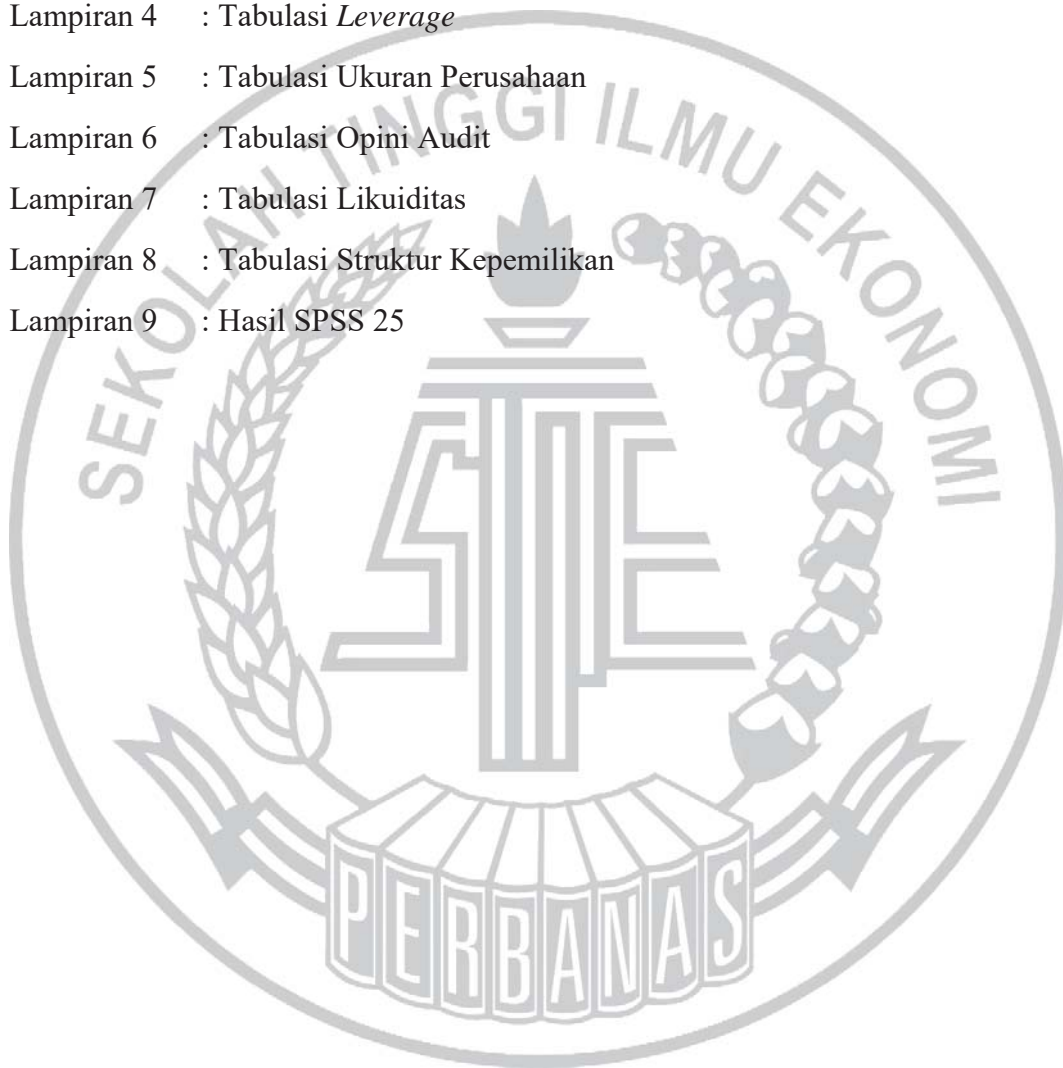 Lampiran 4 : Tabulasi Leverage
Lampiran 5 : Tabulasi Ukuran Perusahaan
Lampiran 6 : Tabulasi Opini Audit
Lampiran 7 : Tabulasi Likuiditas
Lampiran 8 : Tabulasi Struktur Kepemilikan
Lampiran 9 : Hasil SPSS 25
SEKOLAH TINGGI ILMU EKONOMI
STIE
PERBANAS